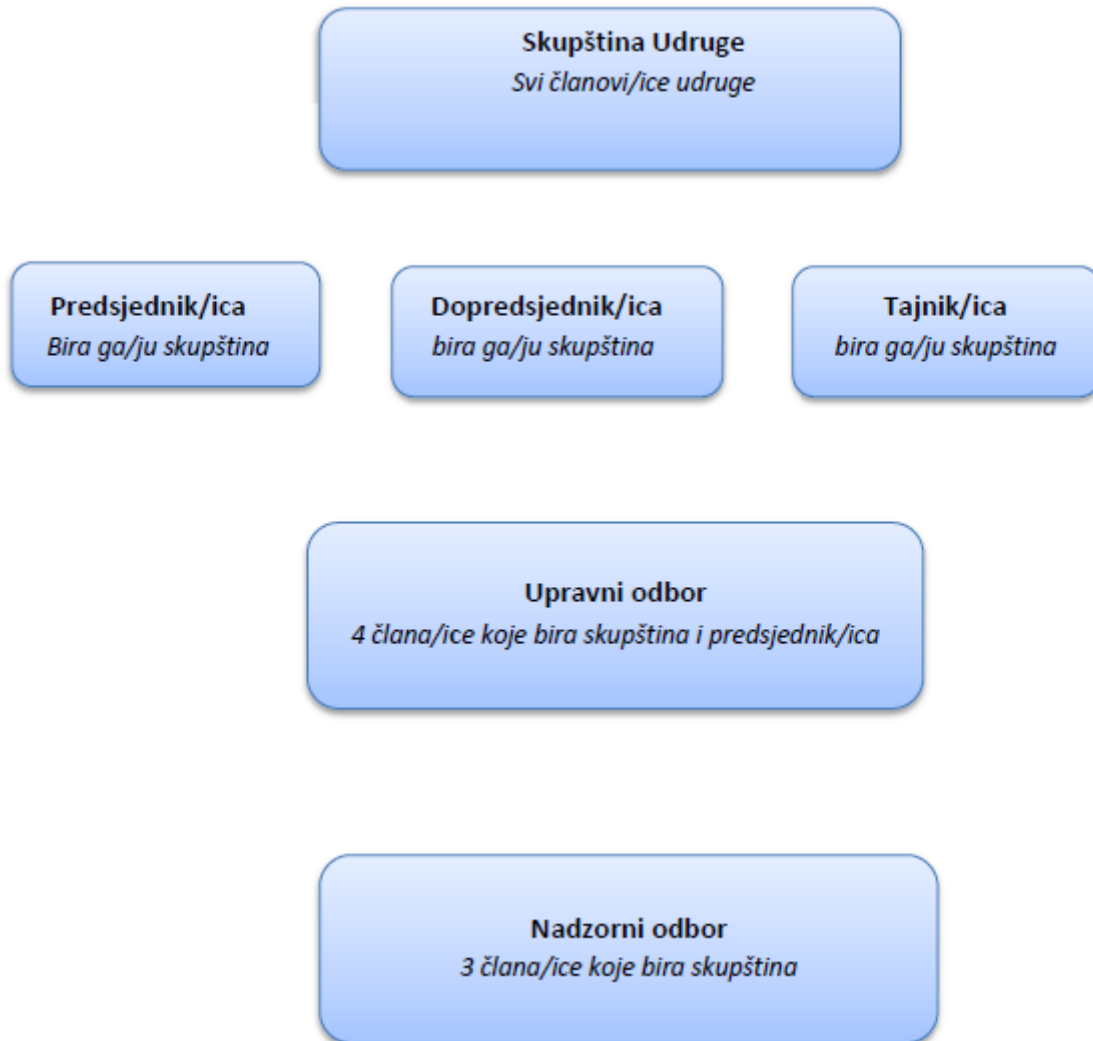 Skupština Udruge
Svi članovi/ice udruge
Predsjednik/ica
Bira ga/ju skupština
Dopredsjednik/ica
bira ga/ju skupština
Tajnik/ica
bira ga/ju skupština
Upravni odbor
4 člana/ice koje bira skupština i predsjednik/ica
Nadzorni odbor
3 člana/ice koje bira skupština